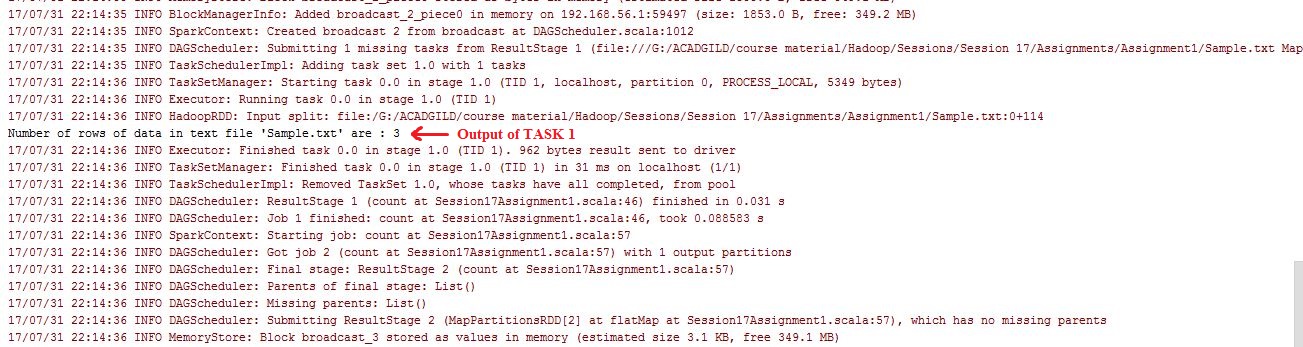 17/07/31 22:14:35 INFO BlockManagerInfo: Added broadcast_2_piece0 in memory on 192.168.56.1:59497 (size: 1853.0 B, free: 349.2 MB)
17/07/31 22:14:35 INFO SparkContext: Created broadcast 2 from broadcast at DAGScheduler.scala:1012
17/07/31 22:14:35 INFO DAGScheduler: Submitting 1 missing tasks from ResultStage 1 (file:///G:/ACADGILD/course material/Hadoop/Sessions/Session 17/Assignments/Assignment1/Sample.txt Map
17/07/31 22:14:35 INFO TaskSchedulerImpl: Adding task set 1.0 with 1 tasks
17/07/31 22:14:36 INFO TaskSetManager: Starting task 0.0 in stage 1.0 (TID 1, localhost, partition 0, PROCESS_LOCAL, 5349 bytes)
17/07/31 22:14:36 INFO Executor: Running task 0.0 in stage 1.0 (TID 1)
17/07/31 22:14:36 INFO HadoopRDD: Input split: file:/G:/ACADGILD/course material/Hadoop/Sessions/Session 17/Assignments/Assignment1/Sample.txt:0+114
Number of rows of data in text file 'Sample.txt' are : 3 Output of TASK 1
17/07/31 22:14:36 INFO Executor: Finished task 0.0 in stage 1.0 (TID 1). 962 bytes result sent to driver
17/07/31 22:14:36 INFO TaskSetManager: Finished task 0.0 in stage 1.0 (TID 1) in 31 ms on localhost (1/1)
17/07/31 22:14:36 INFO TaskSchedulerImpl: Removed TaskSet 1.0, whose tasks have all completed, from pool
17/07/31 22:14:36 INFO DAGScheduler: ResultStage 1 (count at Session17Assignment1.scala:46) finished in 0.031 s
17/07/31 22:14:36 INFO DAGScheduler: Job 1 finished: count at Session17Assignment1.scala:46, took 0.088583 s
17/07/31 22:14:36 INFO SparkContext: Starting job: count at Session17Assignment1.scala:57
17/07/31 22:14:36 INFO DAGScheduler: Got job 2 (count at Session17Assignment1.scala:57) with 1 output partitions
17/07/31 22:14:36 INFO DAGScheduler: Final stage: ResultStage 2 (count at Session17Assignment1.scala:57)
17/07/31 22:14:36 INFO DAGScheduler: Parents of final stage: List()
17/07/31 22:14:36 INFO DAGScheduler: Missing parents: List()
17/07/31 22:14:36 INFO DAGScheduler: Submitting ResultStage 2 (MapPartitionsRDD[2] at flatMap at Session17Assignment1.scala:57), which has no missing parents
17/07/31 22:14:36 INFO MemoryStore: Block broadcast_3 stored as values in memory (estimated size 3.1 KB, free 349.1 MB)